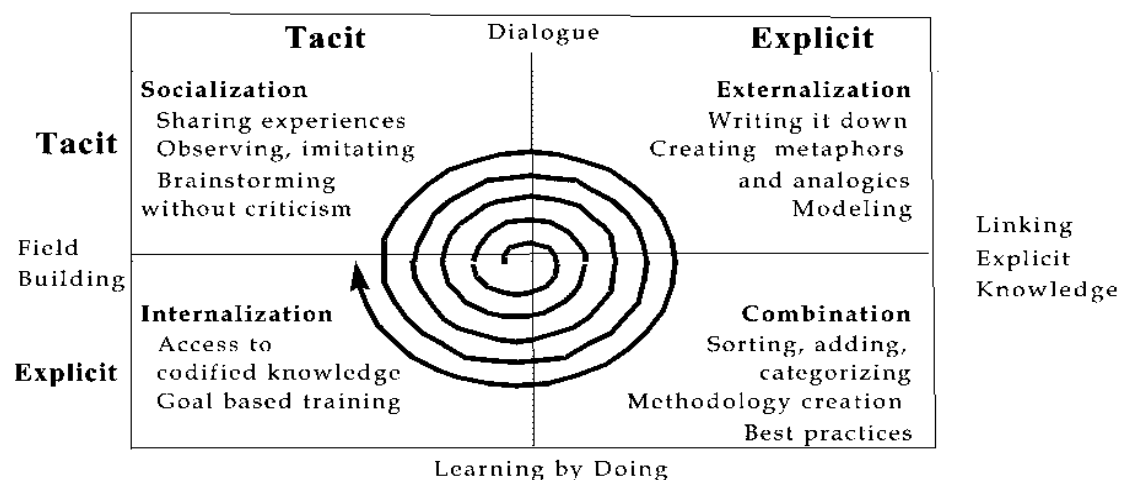 Tacit
Dialogue
Explicit
Socialization
Sharing experiences
Observing, imitating
Brainstorming
without criticism
Externalization
Writing it down
Creating metaphors
and analogies
Modeling
Tacit
Field
Building
Linking
Explicit
Knowledge
Internalization
Access to
codified knowledge
Goal based training
Combination
Sorting, adding,
categorizing
Methodology creation
Best practices
Explicit
Learning by Doing